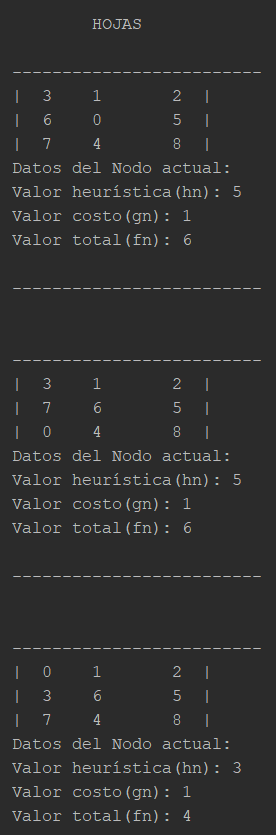 HOJAS
--------------------------
| 3 1 2 |
| 6 0 5 |
| 7 4 8 |
Datos del Nodo actual:
Valor heurística(hn): 5
Valor costo(gn): 1
Valor total(fn): 6
--------------------------
--------------------------
| 3 1 2 |
| 7 6 5 |
| 0 4 8 |
Datos del Nodo actual:
Valor heurística(hn): 5
Valor costo(gn): 1
Valor total(fn): 6
--------------------------
--------------------------
| 0 1 2 |
| 3 6 5 |
| 7 4 8 |
Datos del Nodo actual:
Valor heurística(hn): 3
Valor costo(gn): 1
Valor total(fn): 4